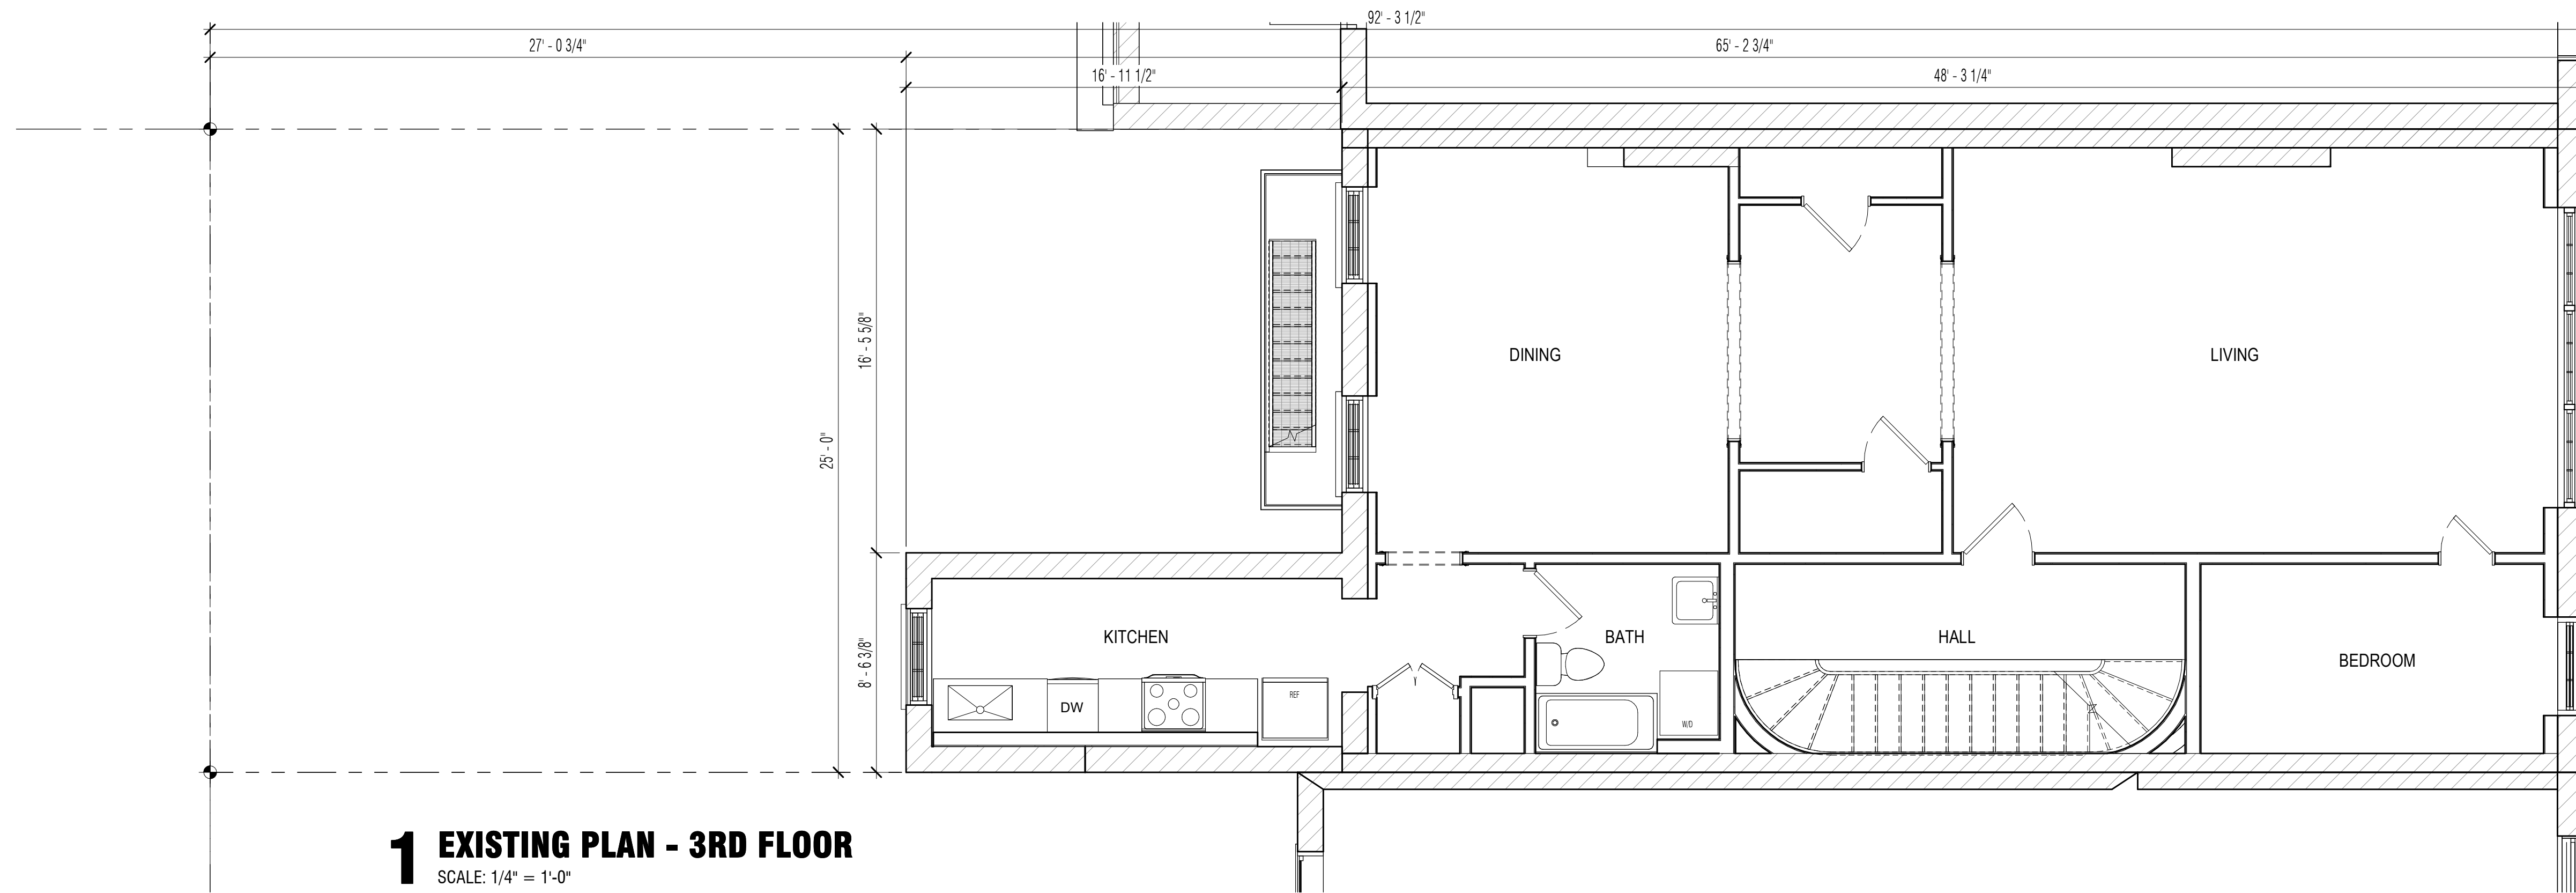 92' - 3 1/2"
27' - 0 3/4"
65' - 2 3/4"
16' - 11 1/2"
48' - 3 1/4"
16' - 5 5/8"
25' - 0"
8' - 6 3/8"
DINING
LIVING
KITCHEN
BATH
HALL
BEDROOM
REF
DW
W/D
1 EXISTING PLAN - 3RD FLOOR
SCALE: 1/4" = 1'-0"